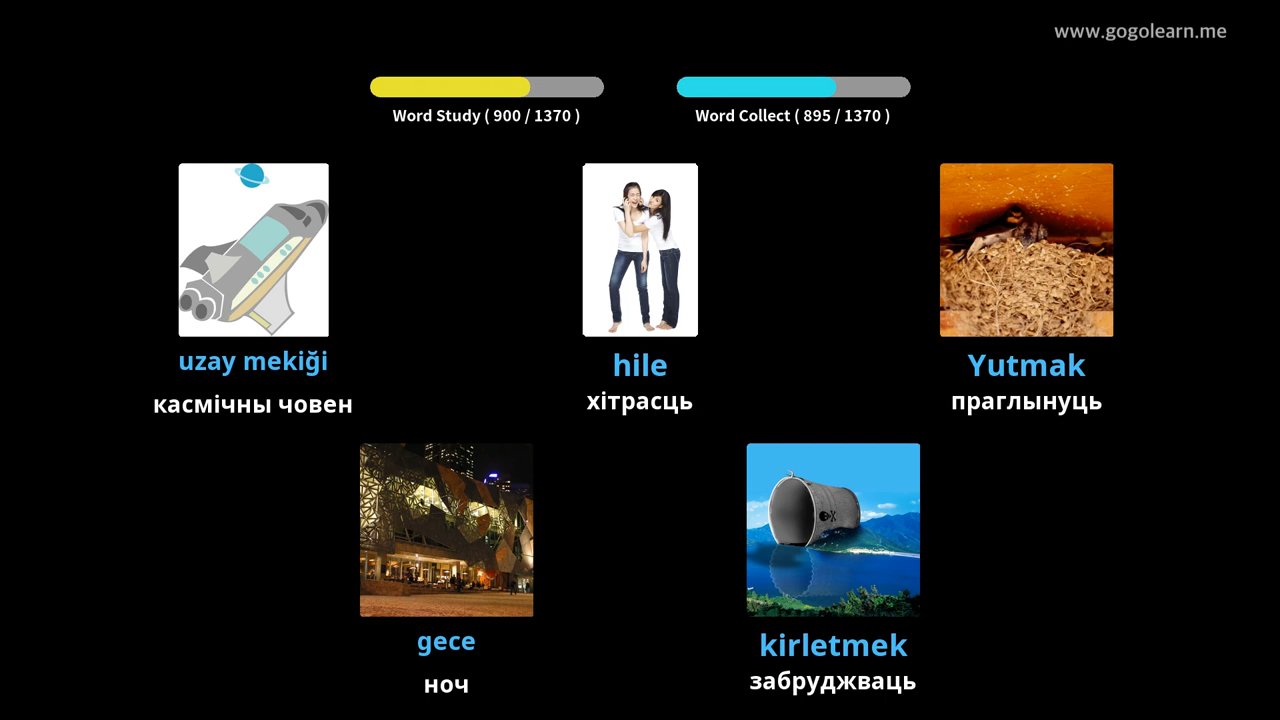 www.gogolearn.me
Word Study ( 900 / 1370 )
Word Collect ( 895 / 1370 )
uzay mekiği
касмічны човен
hile
хітрасць
Yutmak
праглынуць
gece
ноч
kirletmek
забруджваць